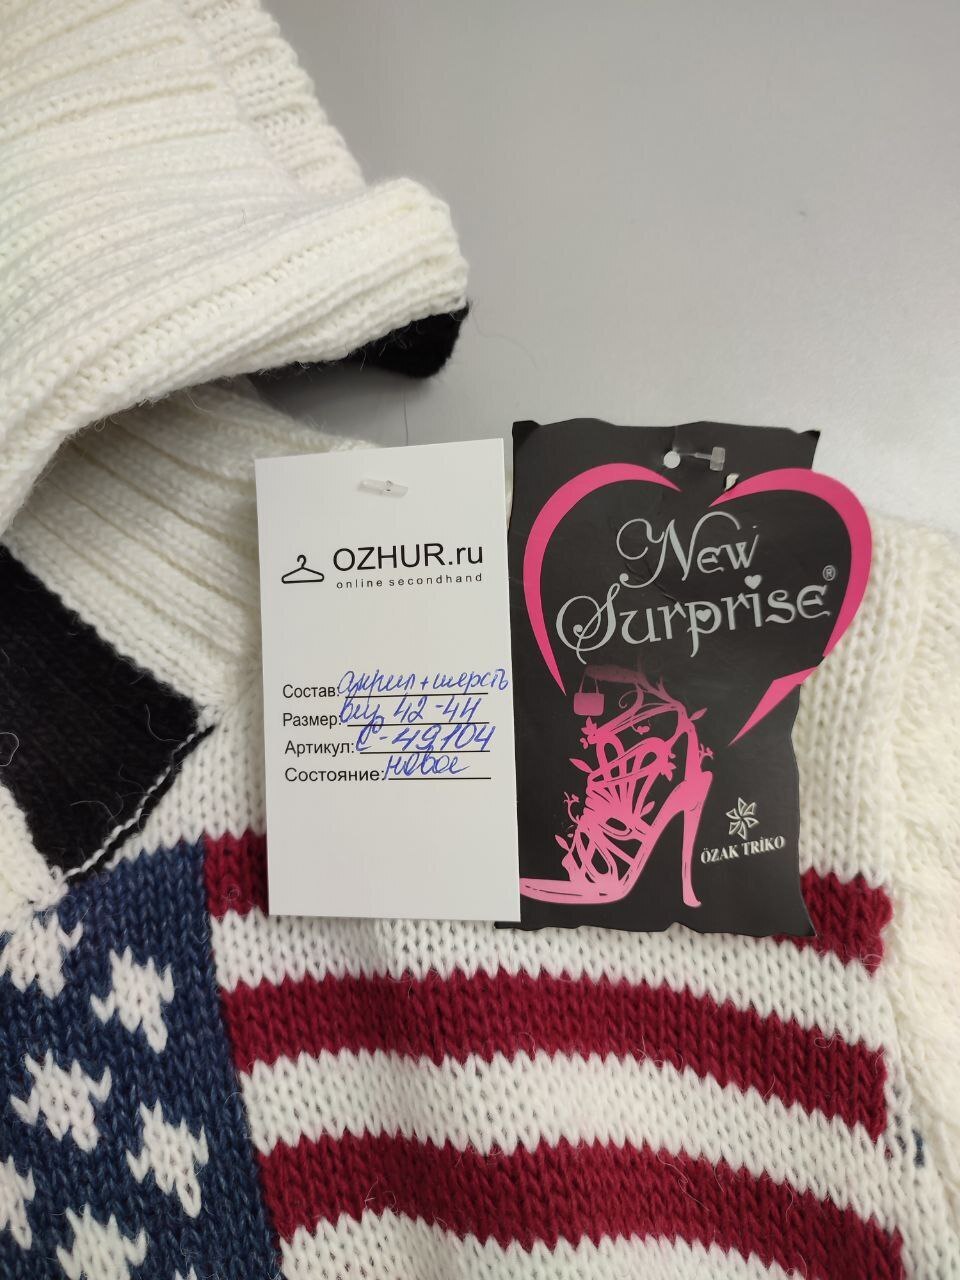 OZHUR.ru
online secondhand
Состав: акрил + шерсть
Размер: 42-44
Артикул: С-49104
Состояние: новое
New
Surprise®
ÖZAK TRİKO